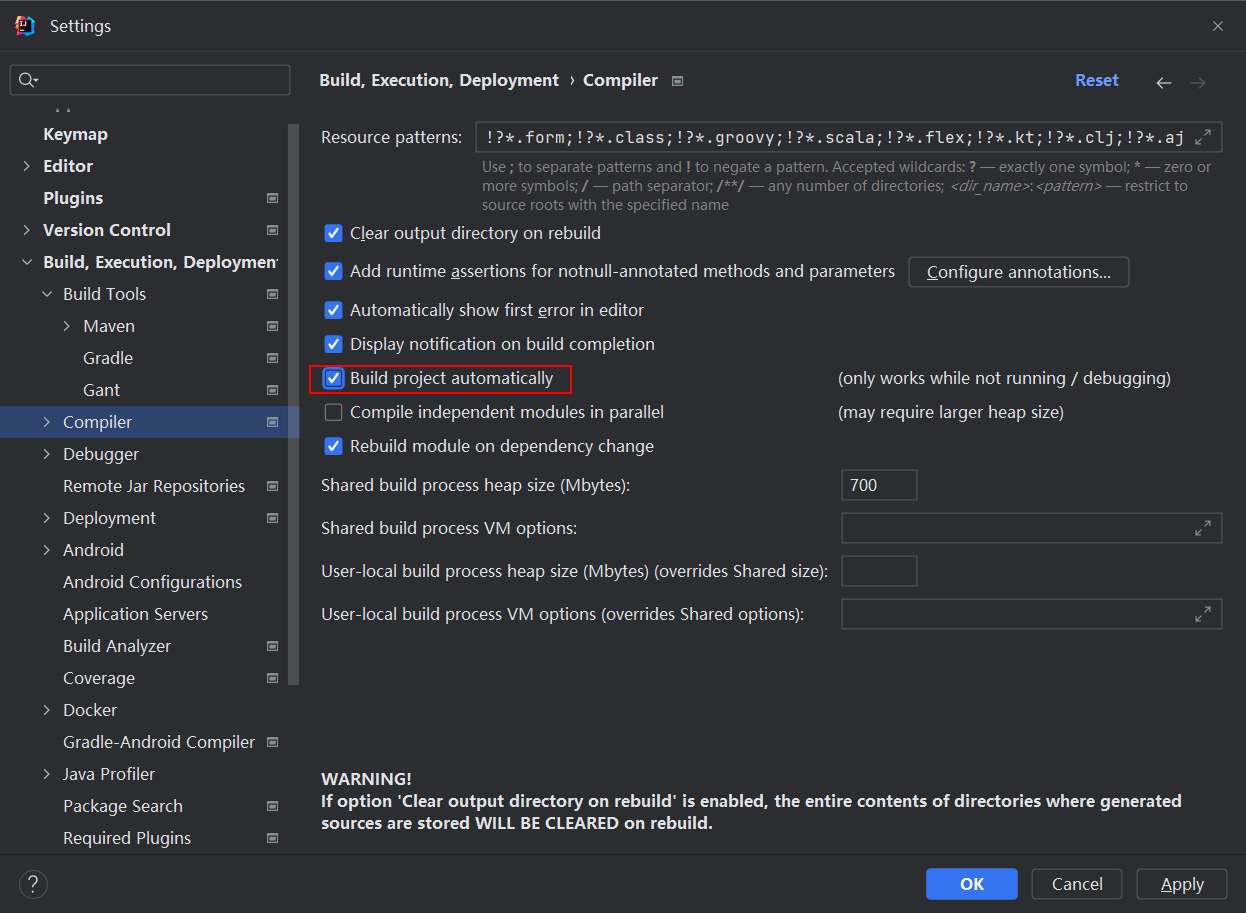 Settings
Build, Execution, Deployment › Compiler
Reset
Keymap
Editor
Plugins
Version Control
Build, Execution, Deploymen
Build Tools
Maven
Gradle
Gant
Compiler
Debugger
Remote Jar Repositories
Deployment
Android
Android Configurations
Application Servers
Build Analyzer
Coverage
Docker
Gradle-Android Compiler
Java Profiler
Package Search
Required Plugins
Resource patterns: !?*.form;!?*.class;!?*.groovy;!?*.scala;!?*.flex;!?*.kt;!?*.clj;!?*.aj
Use ; to separate patterns and ! to negate a pattern. Accepted wildcards: ? — exactly one symbol; * — zero or
more symbols; / — path separator; /**/ — any number of directories; <dir_name>:<pattern> — restrict to
source roots with the specified name
Clear output directory on rebuild
Add runtime assertions for notnull-annotated methods and parameters Configure annotations...
Automatically show first error in editor
Display notification on build completion
Build project automatically (only works while not running / debugging)
Compile independent modules in parallel (may require larger heap size)
Rebuild module on dependency change
Shared build process heap size (Mbytes): 700
Shared build process VM options:
User-local build process heap size (Mbytes) (overrides Shared size):
User-local build process VM options (overrides Shared options):
WARNING!
If option 'Clear output directory on rebuild' is enabled, the entire contents of directories where generated
sources are stored WILL BE CLEARED on rebuild.
?
OK
Cancel
Apply